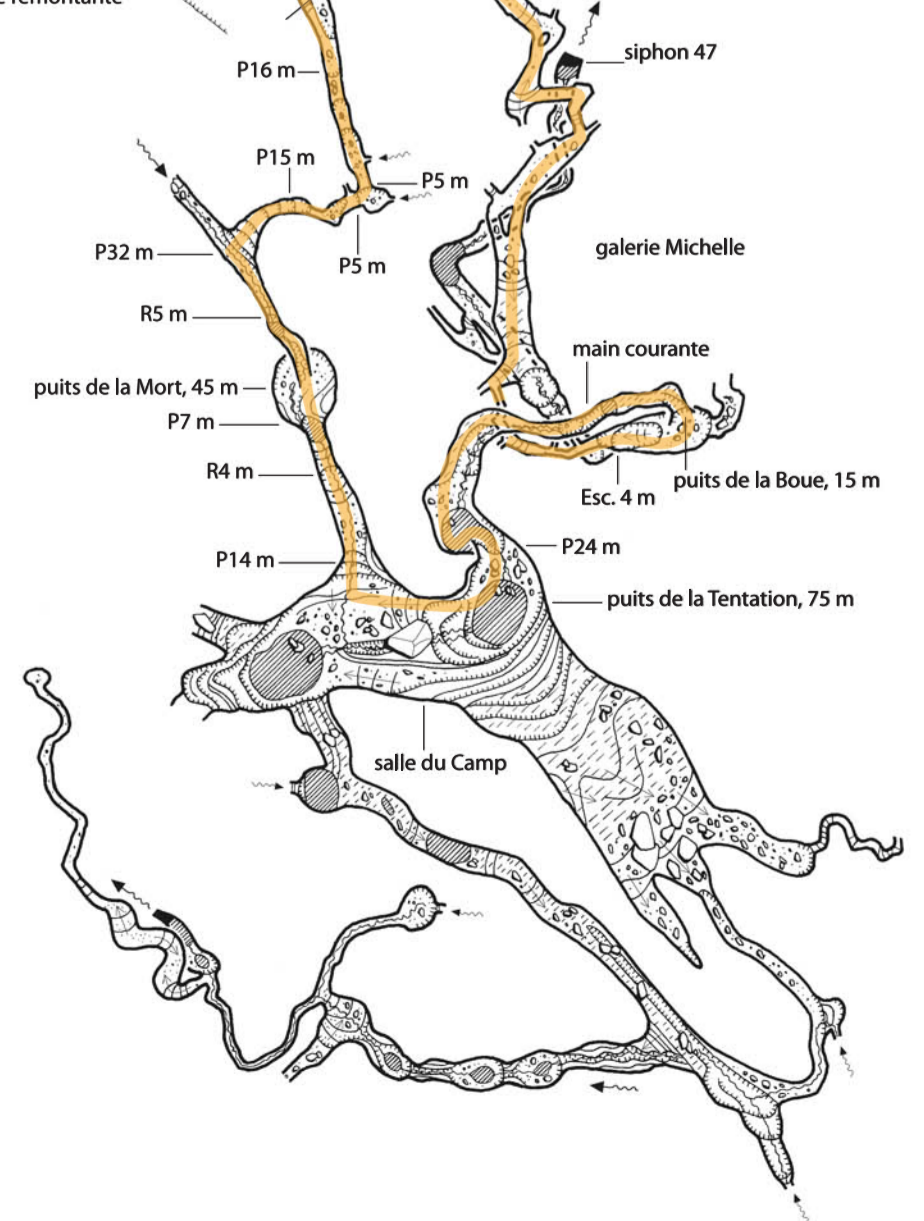 remontante
siphon 47
P16 m
P15 m
P5 m
P32 m
P5 m
galerie Michelle
R5 m
main courante
puits de la Mort, 45 m
P7 m
R4 m
puits de la Boue, 15 m
Esc. 4 m
P14 m
P24 m
puits de la Tentation, 75 m
salle du Camp